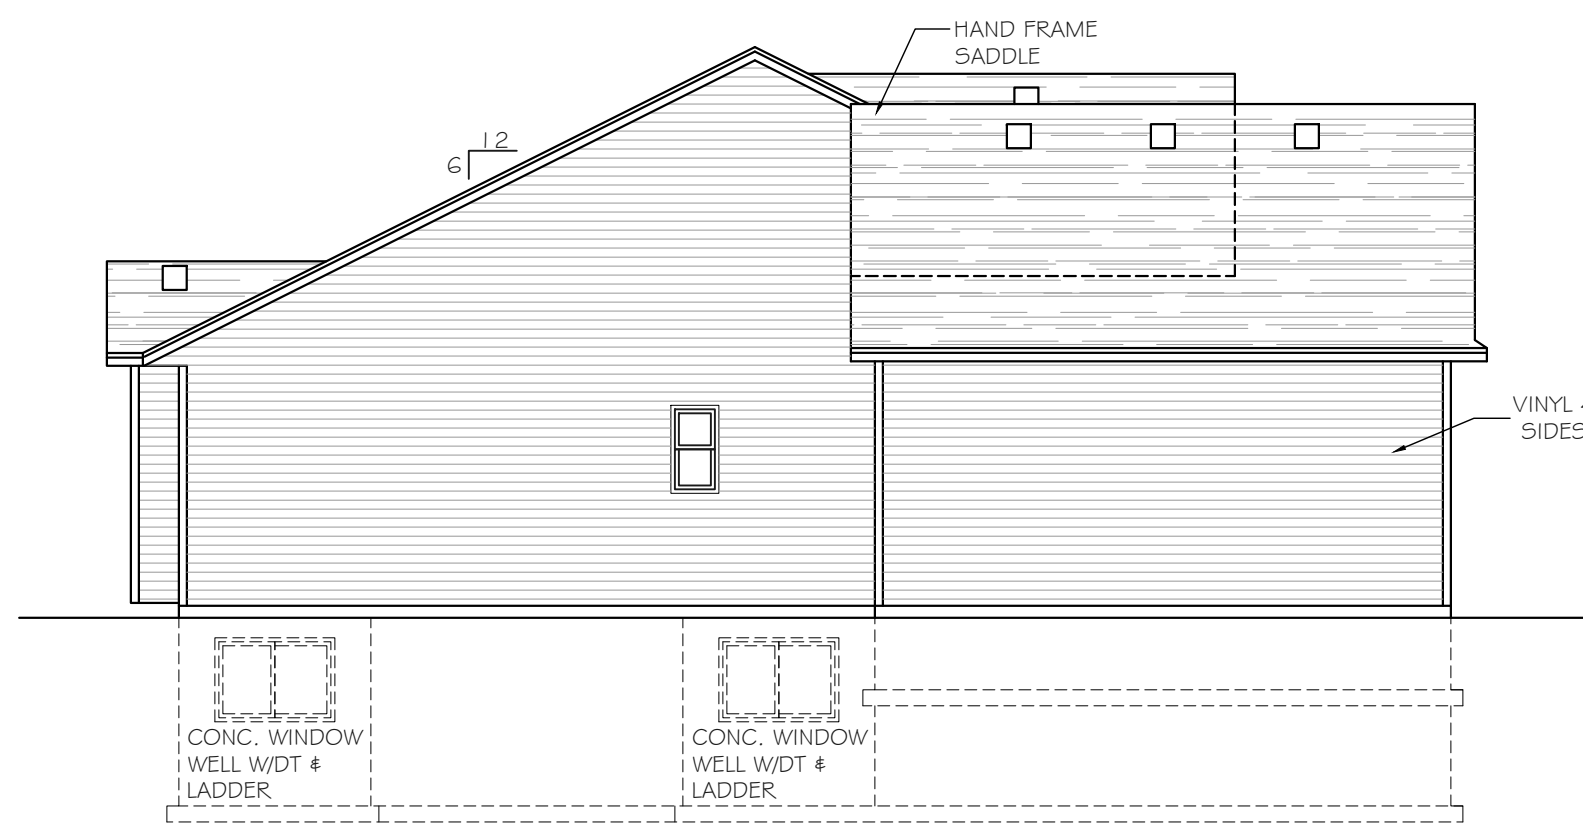 HAND FRAME
SADDLE
12
6
VINYL
SIDES
CONC. WINDOW
WELL W/DT &
LADDER
CONC. WINDOW
WELL W/DT &
LADDER